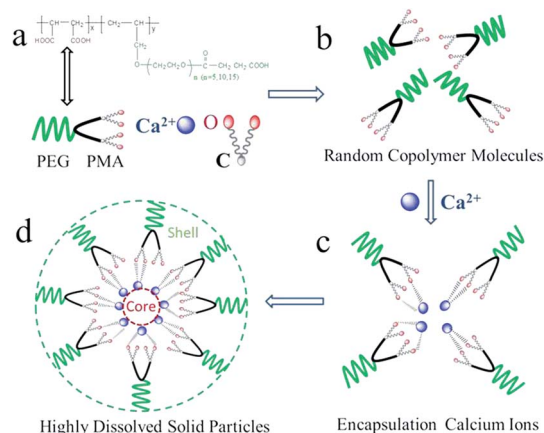 a
x
y
HOOC COOH
O
O
n
CCH2CH2COOH
(n=5,10,15)
PEG PMA
Ca2+
O
C
b
Random Copolymer Molecules
Ca2+
c
Encapsulation Calcium Ions
d
Shell
Core
Highly Dissolved Solid Particles